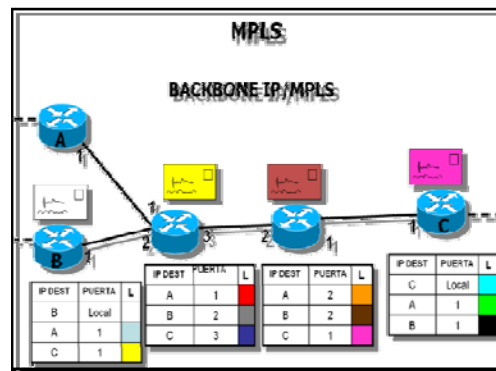 MPLS
BACKBONE IP/MPLS
A
1
1
2
3
2
1
1
C
B
1
IP DEST PUERTA L
B Local
A 1
C 1
IP DEST PUERTA L
A 1
B 2
C 3
IP DEST PUERTA L
A 2
B 2
C 1
IP DEST PUERTA L
C Local
A 1
B 1